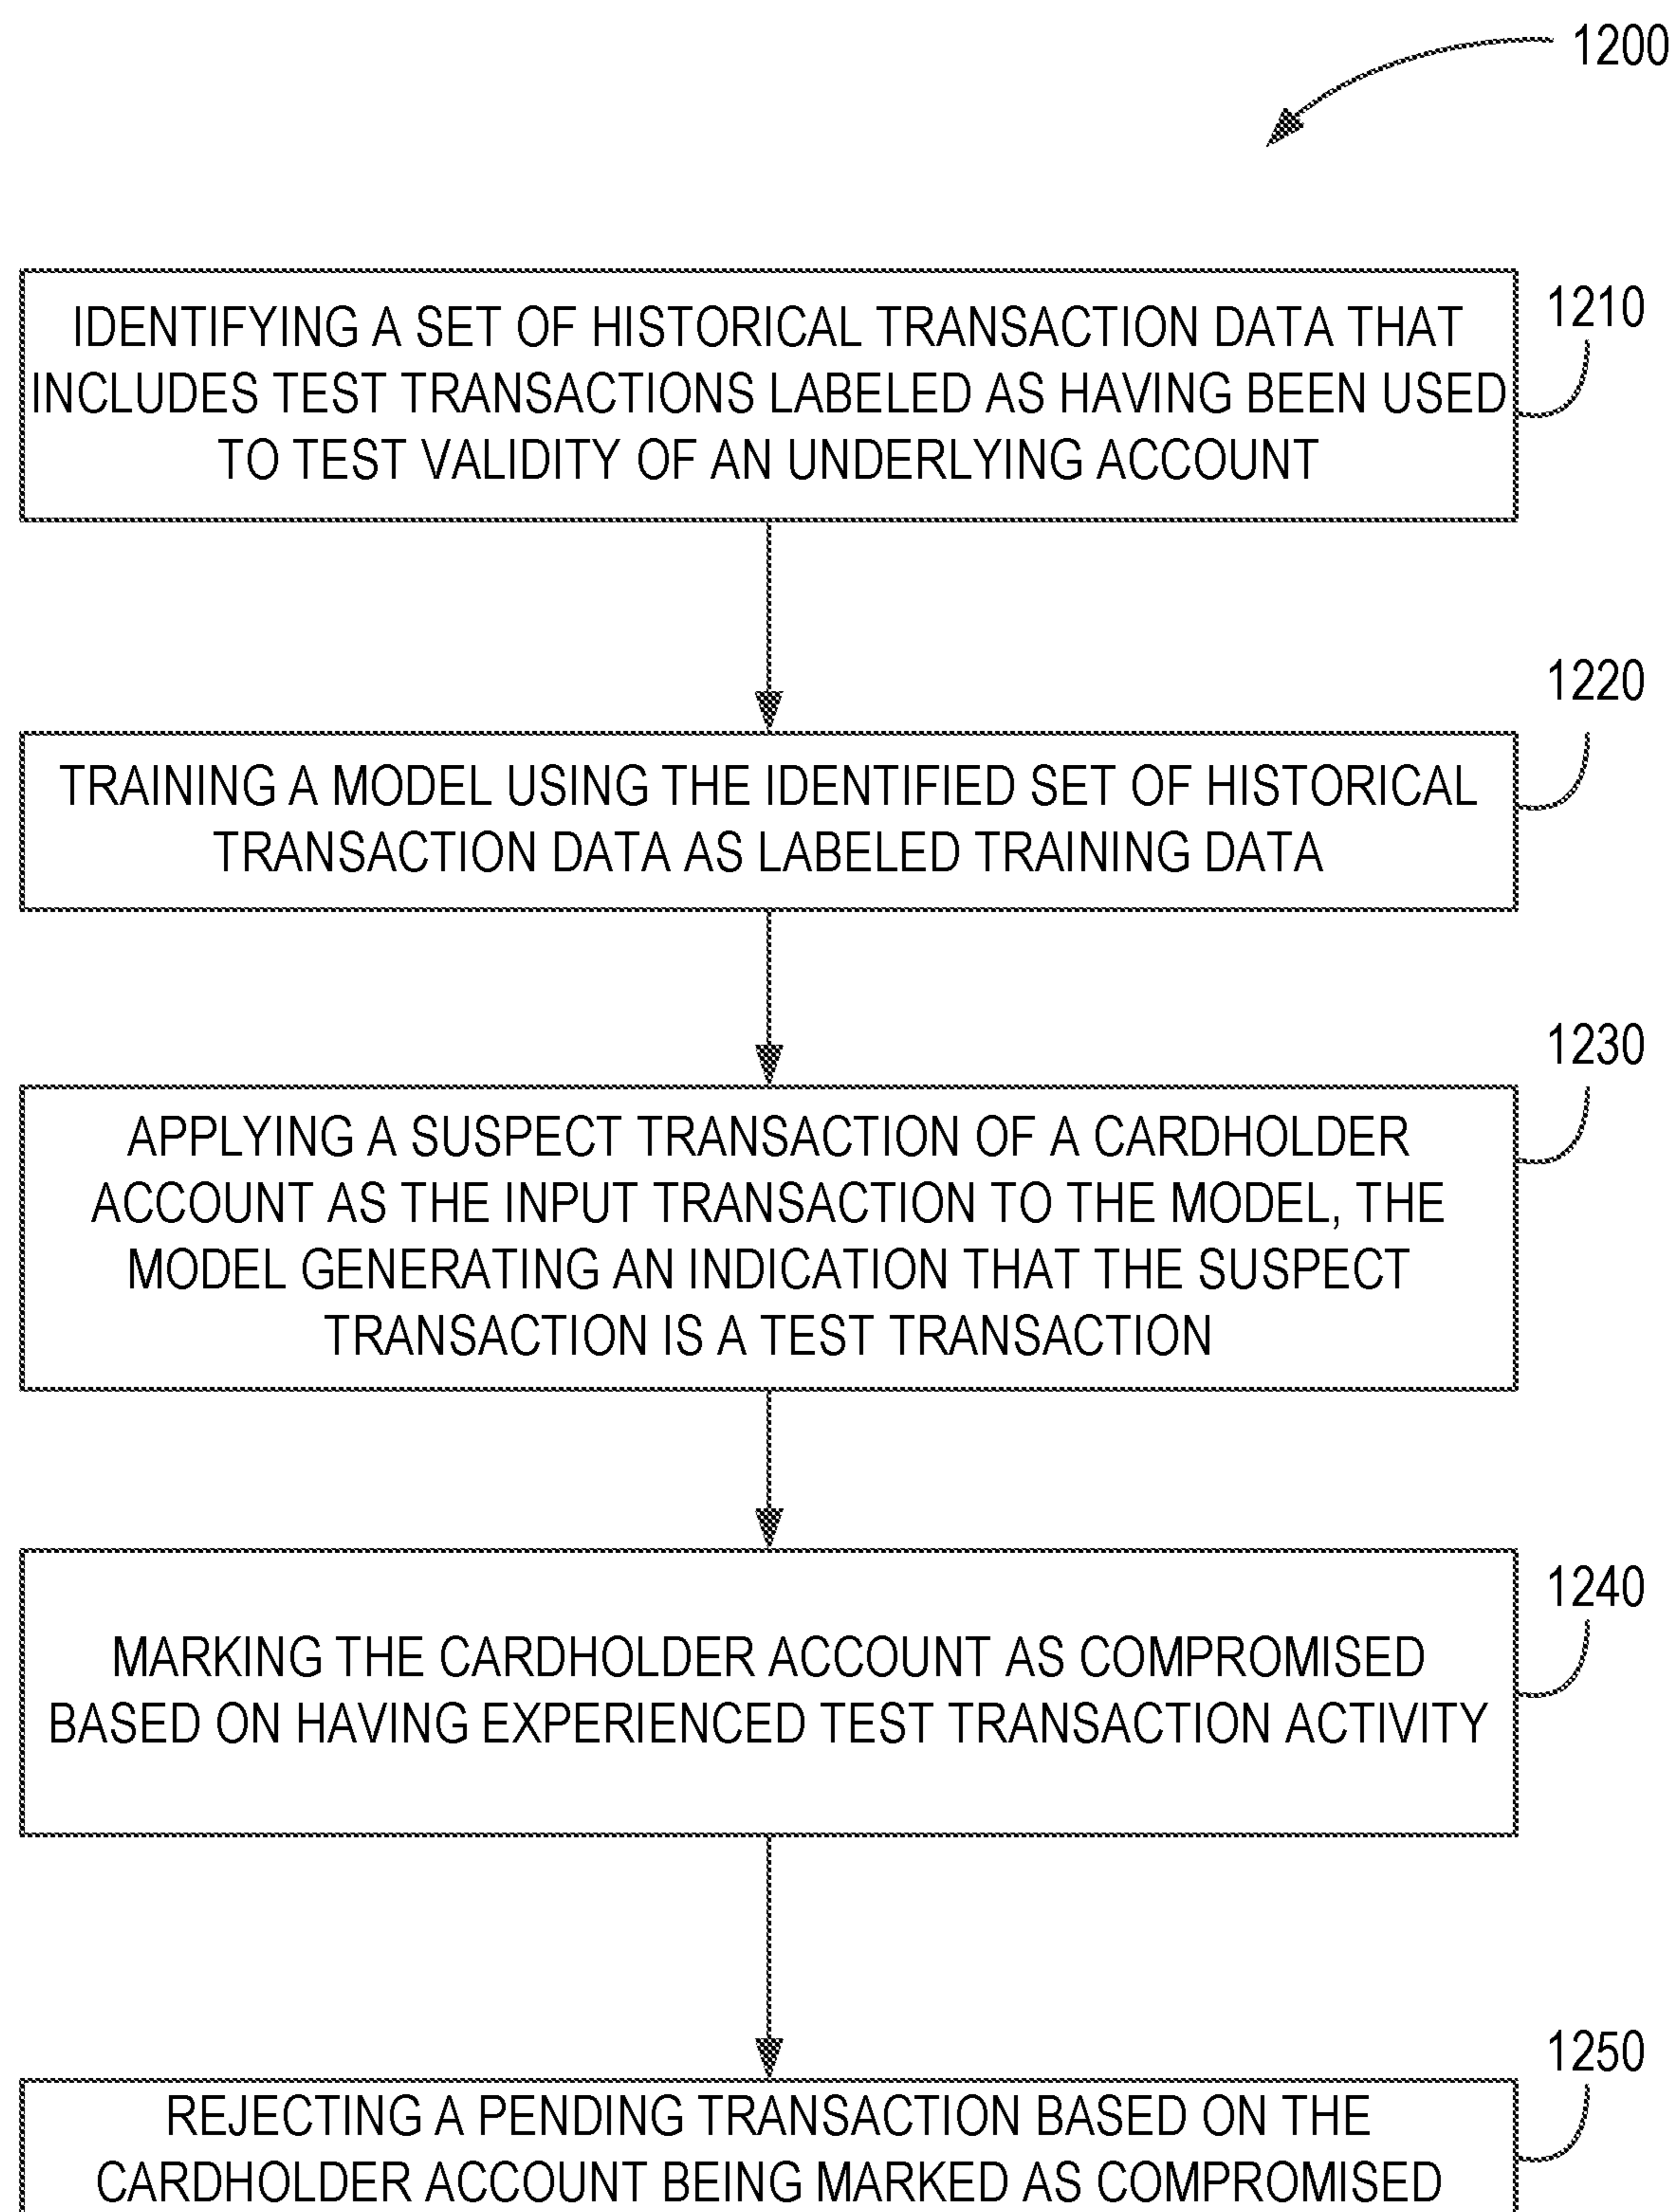 1200
IDENTIFYING A SET OF HISTORICAL TRANSACTION DATA THAT
INCLUDES TEST TRANSACTIONS LABELED AS HAVING BEEN USED
TO TEST VALIDITY OF AN UNDERLYING ACCOUNT
1210
TRAINING A MODEL USING THE IDENTIFIED SET OF HISTORICAL
TRANSACTION DATA AS LABELED TRAINING DATA
1220
APPLYING A SUSPECT TRANSACTION OF A CARDHOLDER
ACCOUNT AS THE INPUT TRANSACTION TO THE MODEL, THE
MODEL GENERATING AN INDICATION THAT THE SUSPECT
TRANSACTION IS A TEST TRANSACTION
1230
MARKING THE CARDHOLDER ACCOUNT AS COMPROMISED
BASED ON HAVING EXPERIENCED TEST TRANSACTION ACTIVITY
1240
REJECTING A PENDING TRANSACTION BASED ON THE
CARDHOLDER ACCOUNT BEING MARKED AS COMPROMISED
1250